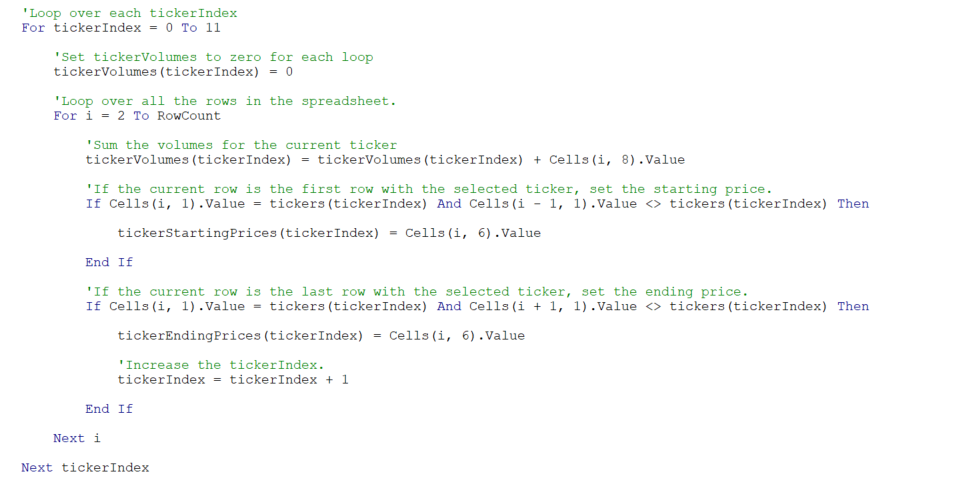 'Loop over each tickerIndex
For tickerIndex = 0 To 11
'Set tickerVolumes to zero for each loop
tickerVolumes(tickerIndex) = 0
'Loop over all the rows in the spreadsheet.
For i = 2 To RowCount
'Sum the volumes for the current ticker
tickerVolumes(tickerIndex) = tickerVolumes(tickerIndex) + Cells(i, 8).Value
'If the current row is the first row with the selected ticker, set the starting price.
If Cells(i, 1).Value = tickers(tickerIndex) And Cells(i - 1, 1).Value <> tickers(tickerIndex) Then
tickerStartingPrices(tickerIndex) = Cells(i, 6).Value
End If
'If the current row is the last row with the selected ticker, set the ending price.
If Cells(i, 1).Value = tickers(tickerIndex) And Cells(i + 1, 1).Value <> tickers(tickerIndex) Then
tickerEndingPrices(tickerIndex) = Cells(i, 6).Value
'Increase the tickerIndex.
tickerIndex = tickerIndex + 1
End If
Next i
Next tickerIndex